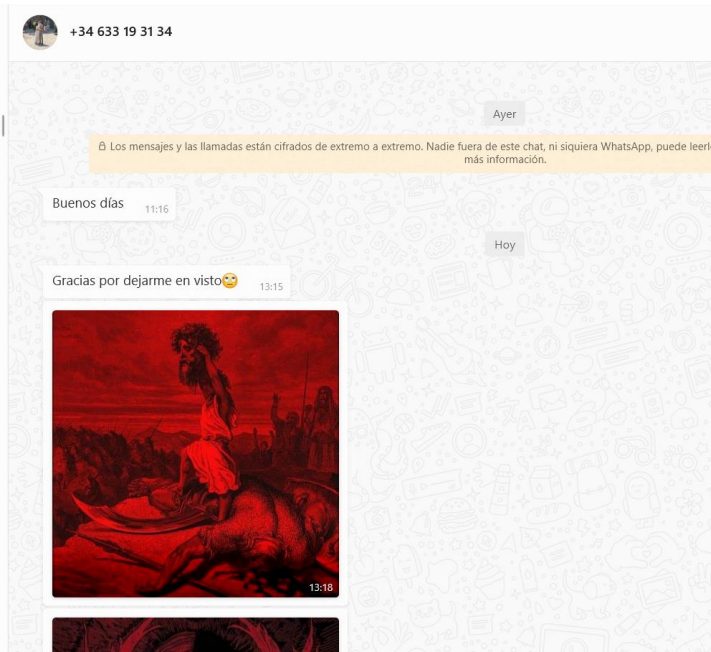 +34 633 19 31 34
Ayer
Los mensajes y las llamadas están cifrados de extremo a extremo. Nadie fuera de este chat, ni siquiera WhatsApp, puede
más información.
Buenos días
11:16
Hoy
Gracias por dejarme en visto🙄
13:15
13:18